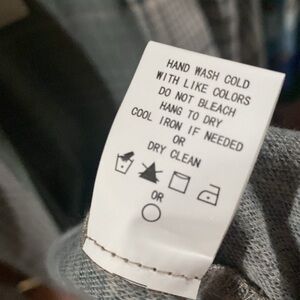 HAND WASH COLD
WITH LIKE COLORS
DO NOT BLEACH
HANG TO DRY
COOL IRON IF NEEDED
OR
DRY CLEAN
OR